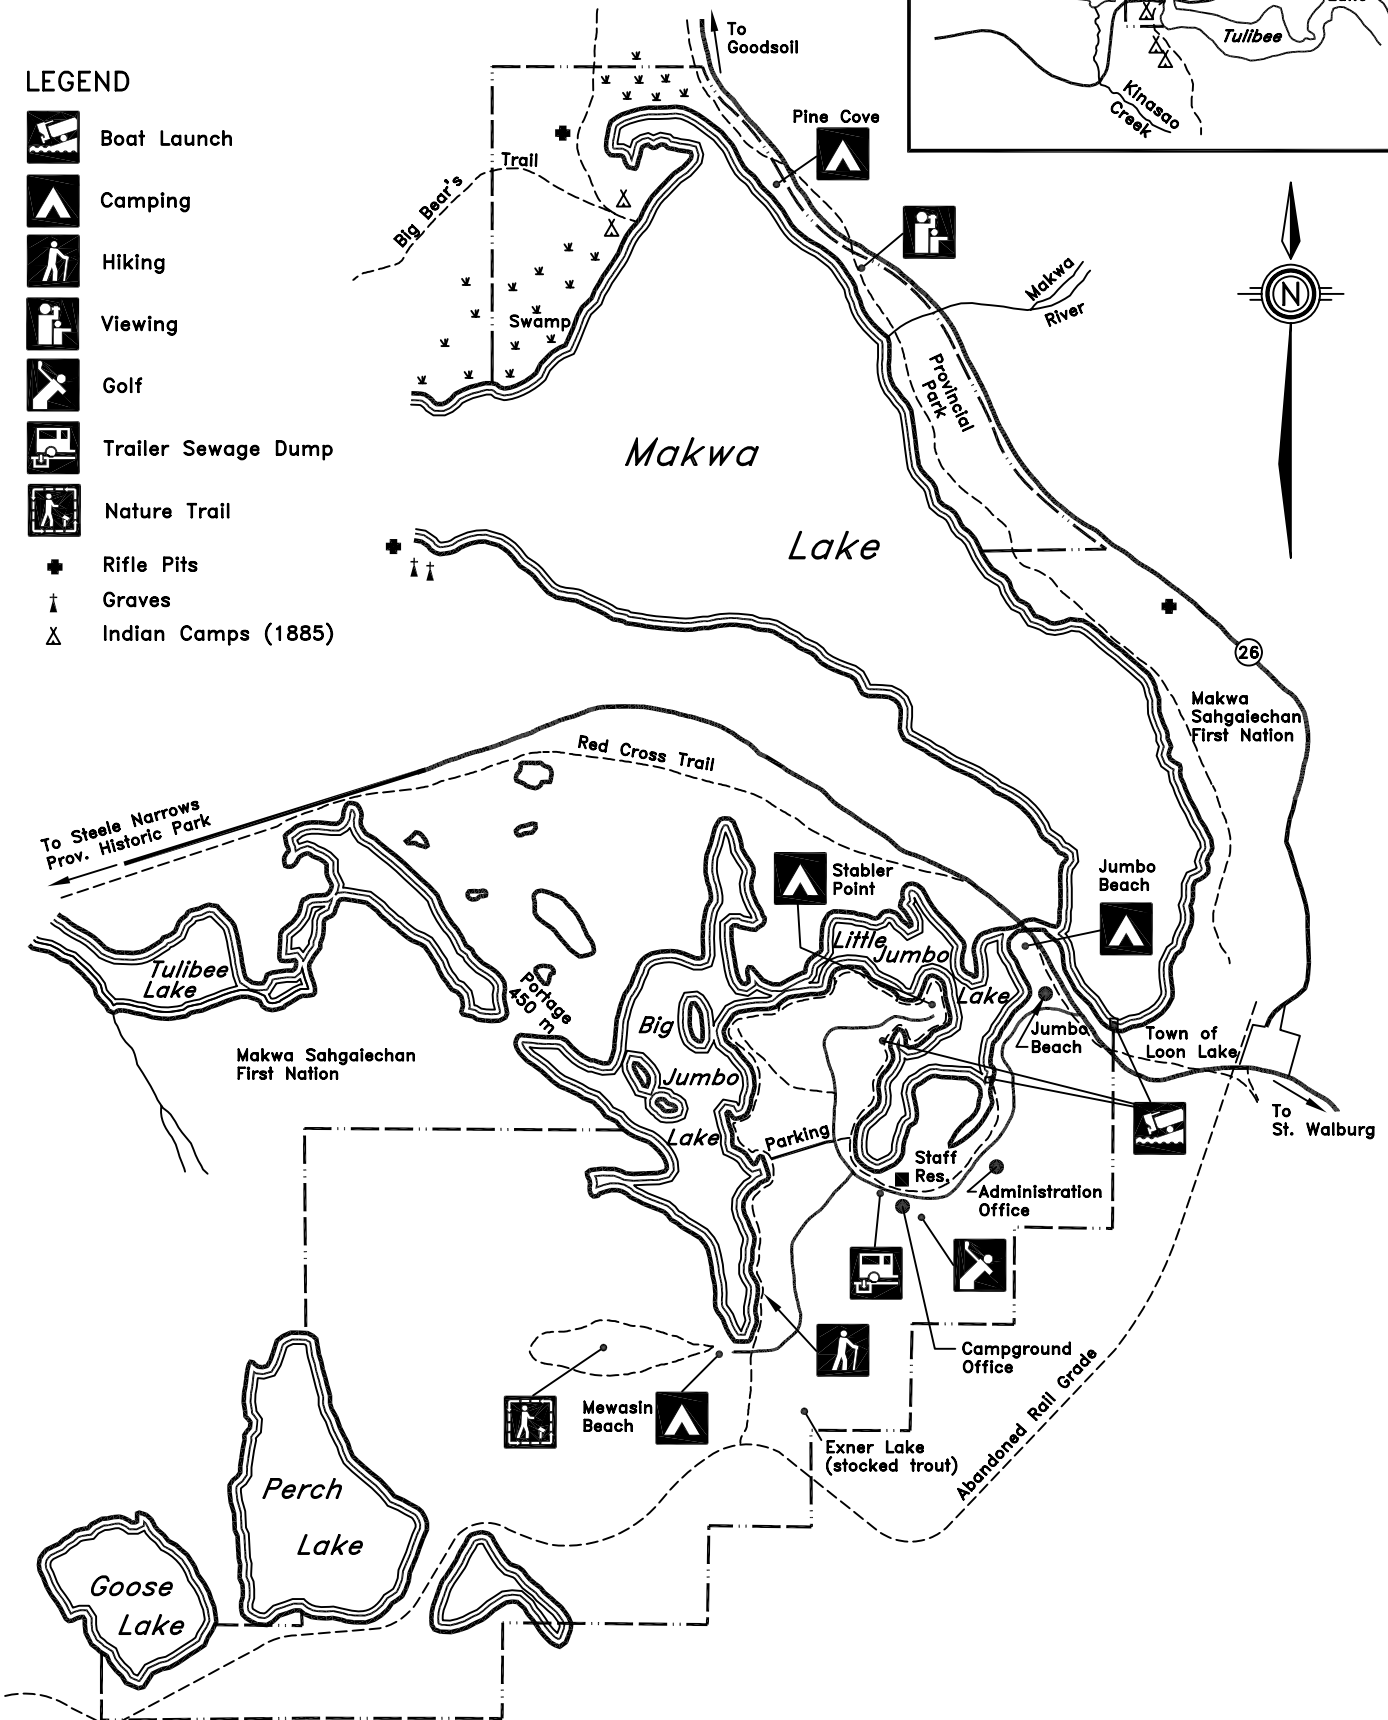 LEGEND
Boat Launch
Camping
Hiking
Viewing
Golf
Trailer Sewage Dump
Nature Trail
Rifle Pits
Graves
Indian Camps (1885)
To
Goodsoil
Tulibee
Kinasao
Creek
Pine Cove
Big Bear's
Trail
Swamp
Makwa
River
N
Provincial
Park
Makwa
Lake
26
Makwa
Sahgaiechan
First Nation
Red Cross Trail
To Steele Narrows
Prov. Historic Park
Stabler
Point
Jumbo
Beach
Little
Jumbo
Lake
Tulibee
Lake
Portage
450 m
Big
Jumbo
Lake
Jumbo
Beach
Town of
Loon Lake
Makwa Sahgaiechan
First Nation
To
St. Walburg
Parking
Staff
Res.
Administration
Office
Campground
Office
Mewasin
Beach
Exner Lake
(stocked trout)
Abandoned Rail Grade
Perch
Lake
Goose
Lake